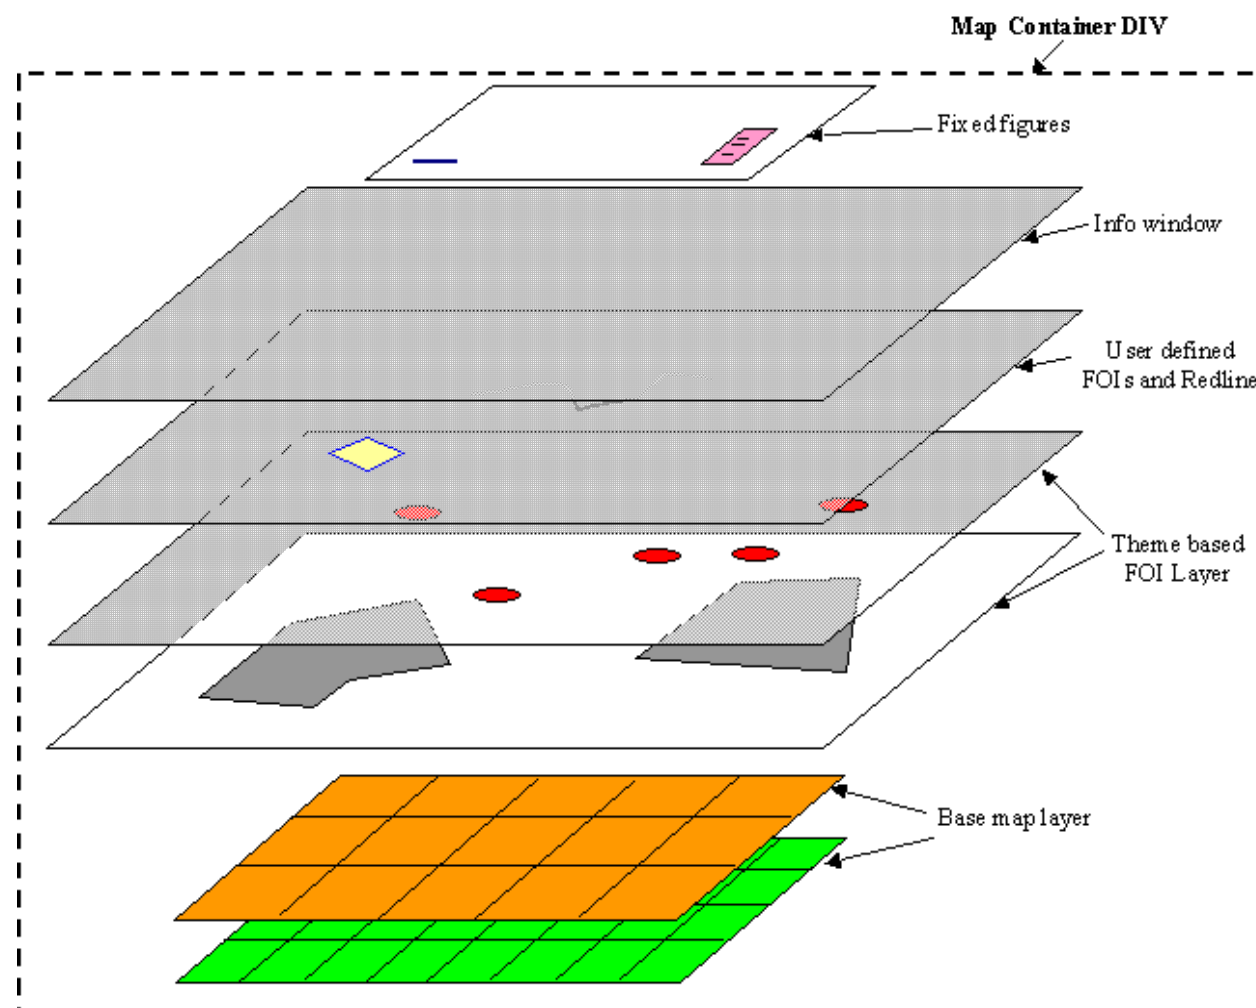 Map Container DIV
Fixed figures
Info window
User defined
FOIs and Redline
Theme based
FOI Layer
Base map layer